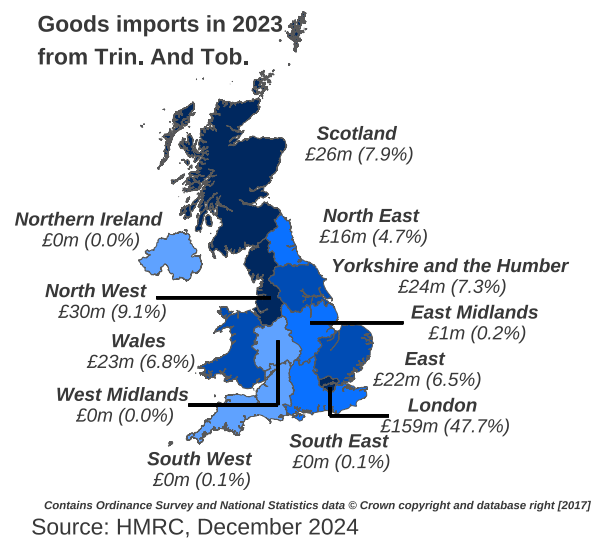 Goods imports in 2023
from Trin. And Tob.
Scotland
£26m (7.9%)
Northern Ireland
£0m (0.0%)
North East
£16m (4.7%)
Yorkshire and the Humber
£24m (7.3%)
North West
£30m (9.1%)
East Midlands
£1m (0.2%)
Wales
£23m (6.8%)
East
£22m (6.5%)
West Midlands
£0m (0.0%)
London
£159m (47.7%)
South East
£0m (0.1%)
South West
£0m (0.1%)
Contains Ordinance Survey and National Statistics data © Crown copyright and database right [2017]
Source: HMRC, December 2024